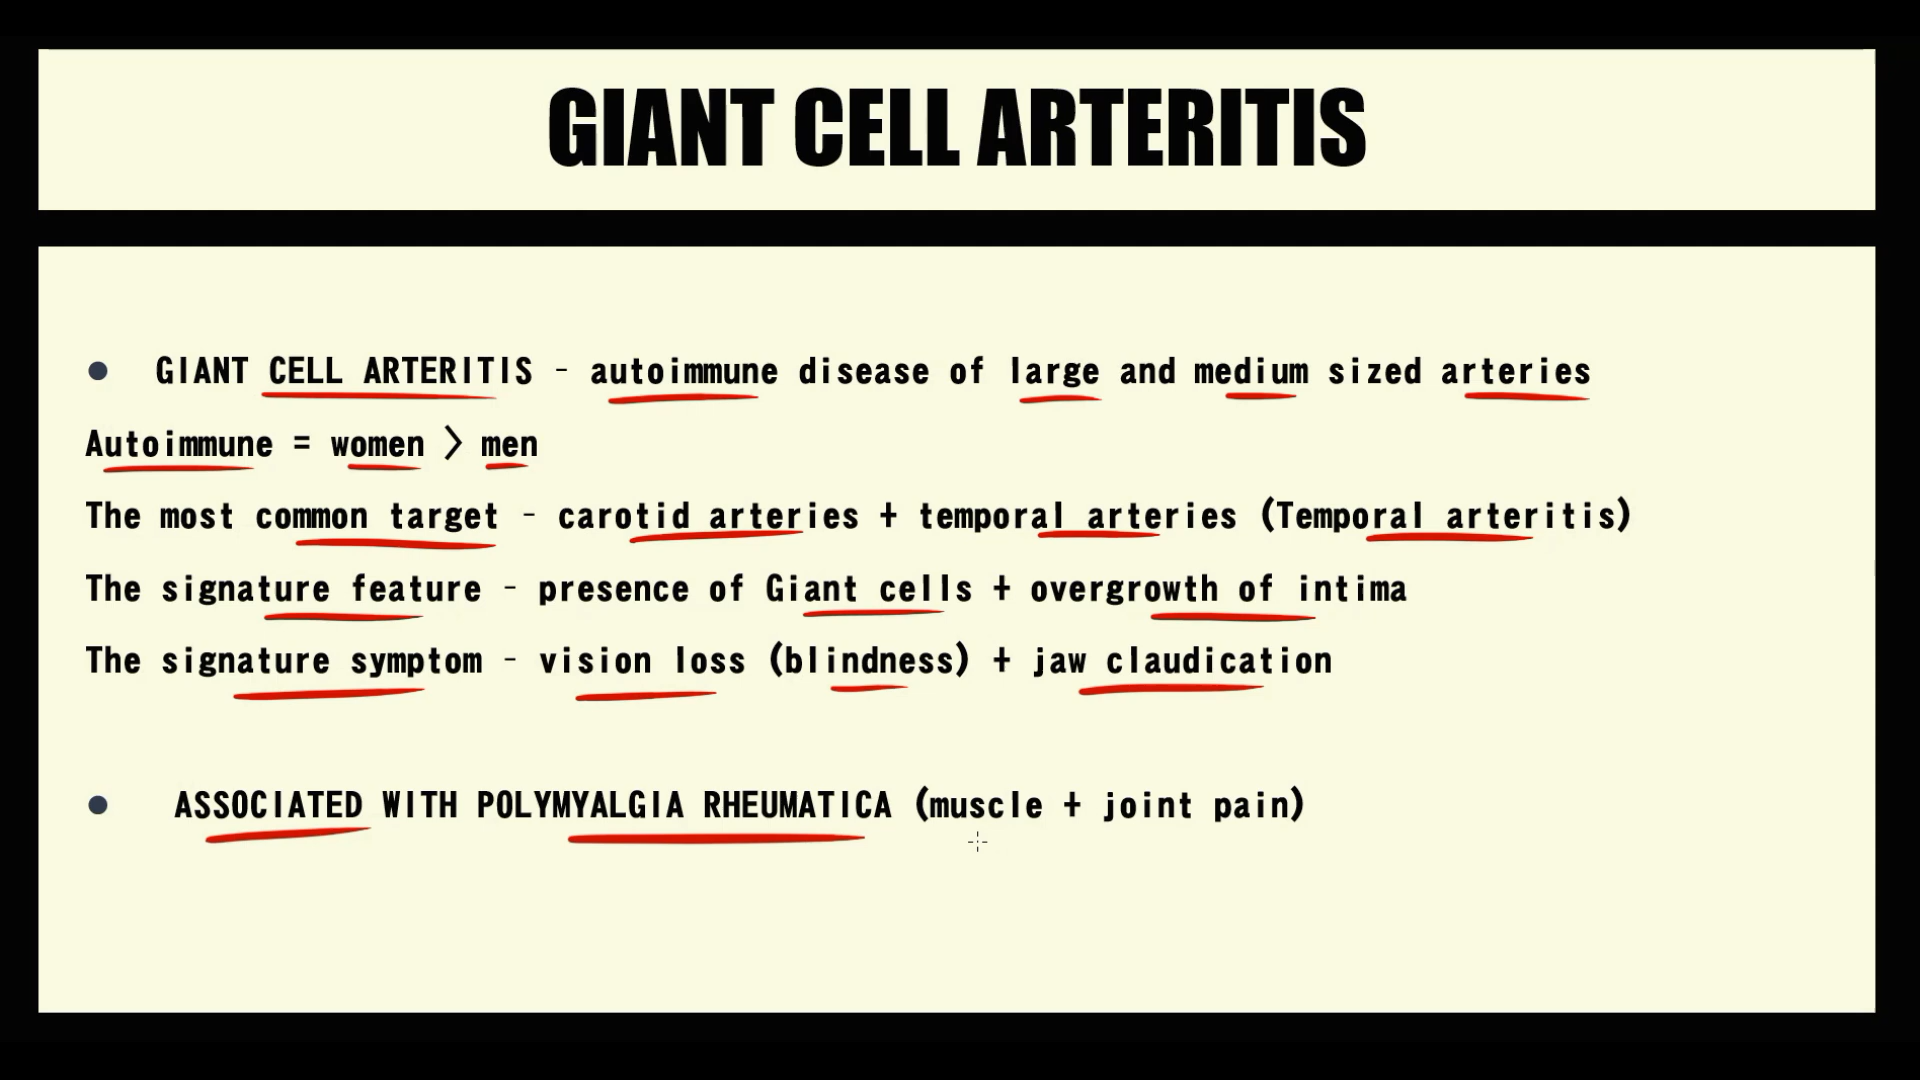 GIANT CELL ARTERITIS
● GIANT CELL ARTERITIS - autoimmune disease of large and medium sized arteries
Autoimmune = women > men
The most common target - carotid arteries + temporal arteries (Temporal arteritis)
The signature feature - presence of Giant cells + overgrowth of intima
The signature symptom - vision loss (blindness) + jaw claudication
● ASSOCIATED WITH POLYMYALGIA RHEUMATICA (muscle + joint pain)